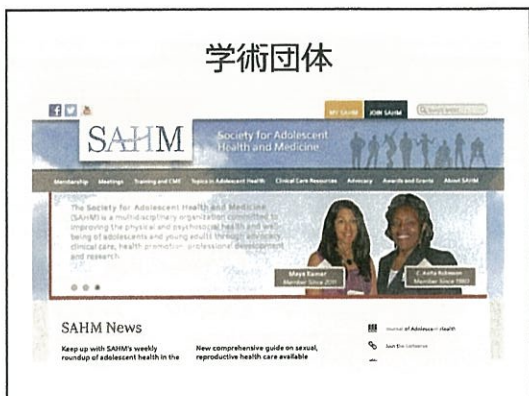 学術団体
MY SAHM
JOIN SAHM
SAHM
Society for Adolescent
Health and Medicine
Membership Meetings Training and CME Topics in Adolescent Health Clinical Care Resources Advocacy Awards and Grants About SAHM
The Society for Adolescent Health and Medicine
(SAHM) is a multidisciplinary organization committed to
improving the physical and psychosocial health and well-
being of adolescents and young adults through advocacy,
clinical care, health promotion, professional development
and research.
Member Since 2011
C. Anita Robinson
SAHM News
Keep up with SAHM's weekly
roundup of adolescent health in the
New comprehensive guide on sexual,
reproductive health care available
Journal of Adolescent Health
Join the